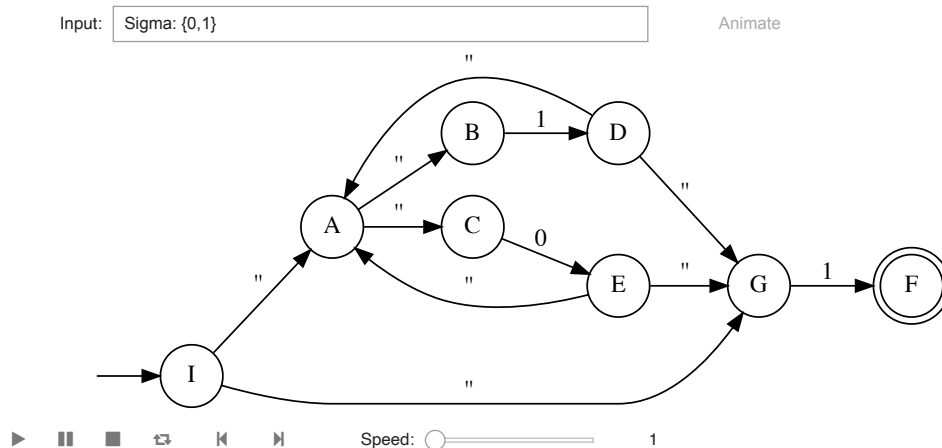 Input: Sigma: {0,1} Animate
"
B 1 D
" "
A " C 0
" " E " G 1 F
I "
Speed: 1